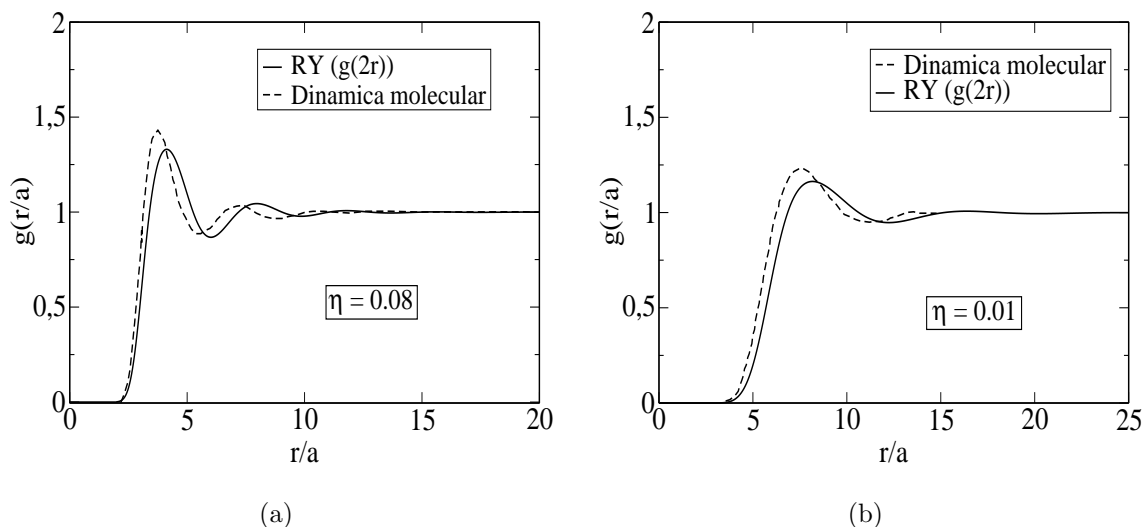 2
1,5
1
0,5
0
g(r/a)
RY (g(2r))
Dinamica molecular
η = 0.08
0 5 10 15 20
r/a
(a)
2
1,5
1
0,5
0
g(r/a)
Dinamica molecular
RY (g(2r))
η = 0.01
0 5 10 15 20 25
r/a
(b)